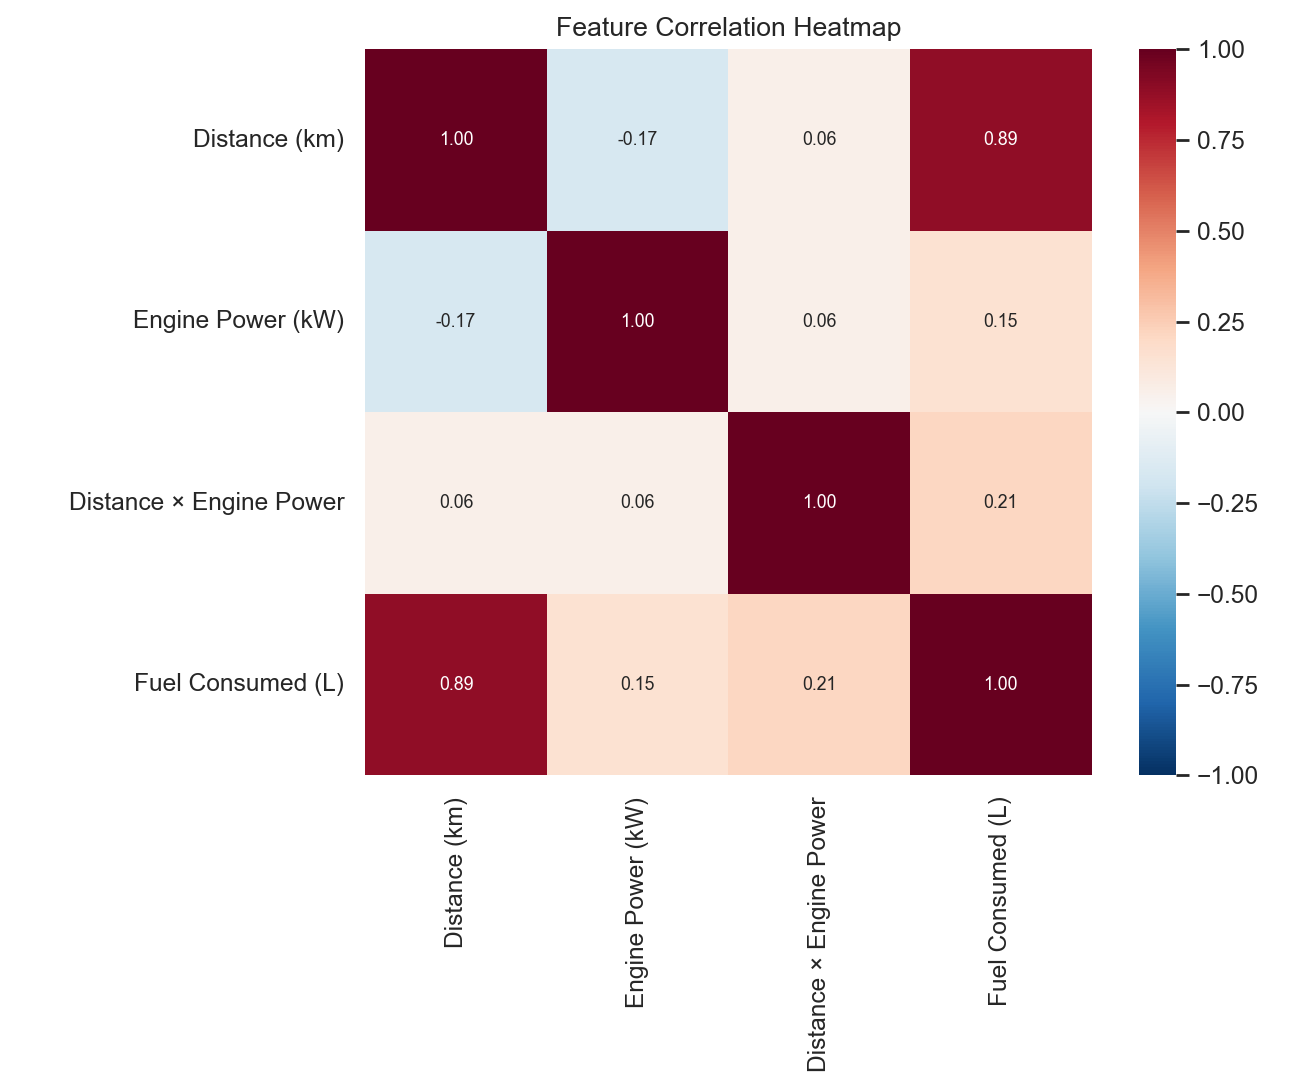 Feature Correlation Heatmap
Distance (km)
1.00
-0.17
0.06
0.89
Engine Power (kW)
-0.17
1.00
0.06
0.15
Distance × Engine Power
0.06
0.06
1.00
0.21
Fuel Consumed (L)
0.89
0.15
0.21
1.00
Distance (km)
Engine Power (kW)
Distance × Engine Power
Fuel Consumed (L)
1.00
0.75
0.50
0.25
0.00
−0.25
−0.50
−0.75
−1.00